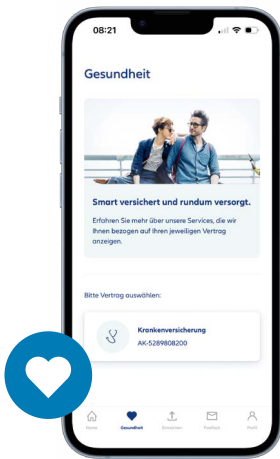 08:21
Gesundheit
Smart versichert und rundum versorgt.
Erfahren Sie mehr über unsere Services, die wir
Ihnen bezogen auf Ihren jeweiligen Vertrag
anzeigen.
Bitte Vertrag auswählen:
Krankenversicherung
AK-5289808200
Home Gesundheit Einreichen Postfach Profil